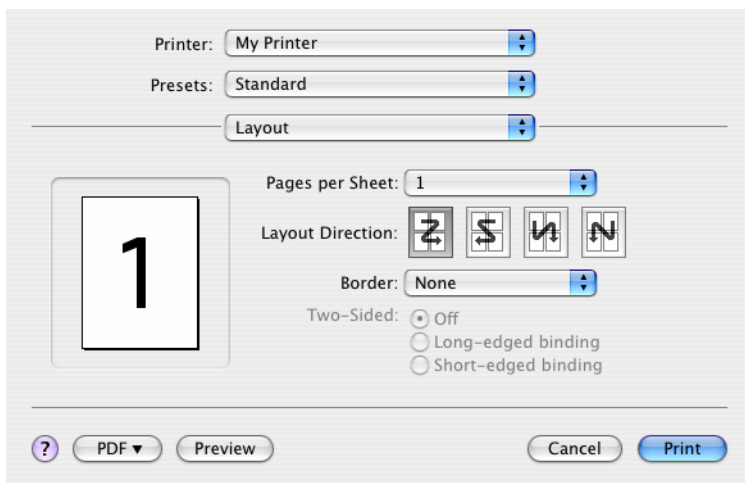 Printer: My Printer
Presets: Standard
Layout
Pages per Sheet: 1
Layout Direction:
Border: None
Two-Sided: Off
Long-edged binding
Short-edged binding
1
? PDF▼ Preview Cancel Print